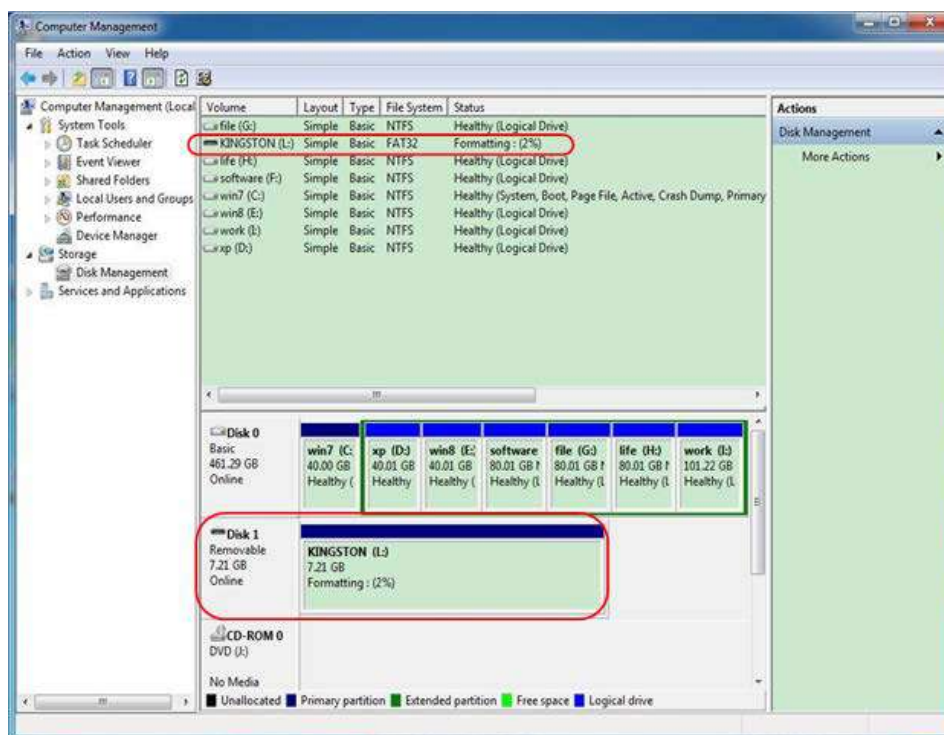 Computer Management
File Action View Help
Computer Management (Local
System Tools
Task Scheduler
Event Viewer
Shared Folders
Local Users and Groups
Performance
Device Manager
Storage
Disk Management
Services and Applications
Volume Layout Type File System Status
file (G:) Simple Basic NTFS Healthy (Logical Drive)
KINGSTON (L:) Simple Basic FAT32 Formatting : (2%)
life (H:) Simple Basic NTFS Healthy (Logical Drive)
software (F:) Simple Basic NTFS Healthy (Logical Drive)
win7 (C:) Simple Basic NTFS Healthy (System, Boot, Page File, Active, Crash Dump, Primary
win8 (E:) Simple Basic NTFS Healthy (Logical Drive)
work (I:) Simple Basic NTFS Healthy (Logical Drive)
xp (D:) Simple Basic NTFS Healthy (Logical Drive)
Actions
Disk Management
More Actions
Disk 0
Basic
461.29 GB
Online
win7 (C:
40.00 GB
Healthy (
xp (D:)
40.01 GB
Healthy
win8 (E:
40.01 GB
Healthy (
software
80.01 GB
Healthy (L
file (G:)
80.01 GB
Healthy (L
life (H:)
80.01 GB
Healthy (L
work (I:)
101.22 GB
Healthy (L
Disk 1
Removable
7.21 GB
Online
KINGSTON (L:)
7.21 GB
Formatting : (2%)
CD-ROM 0
DVD (J:)
No Media
Unallocated Primary partition Extended partition Free space Logical drive